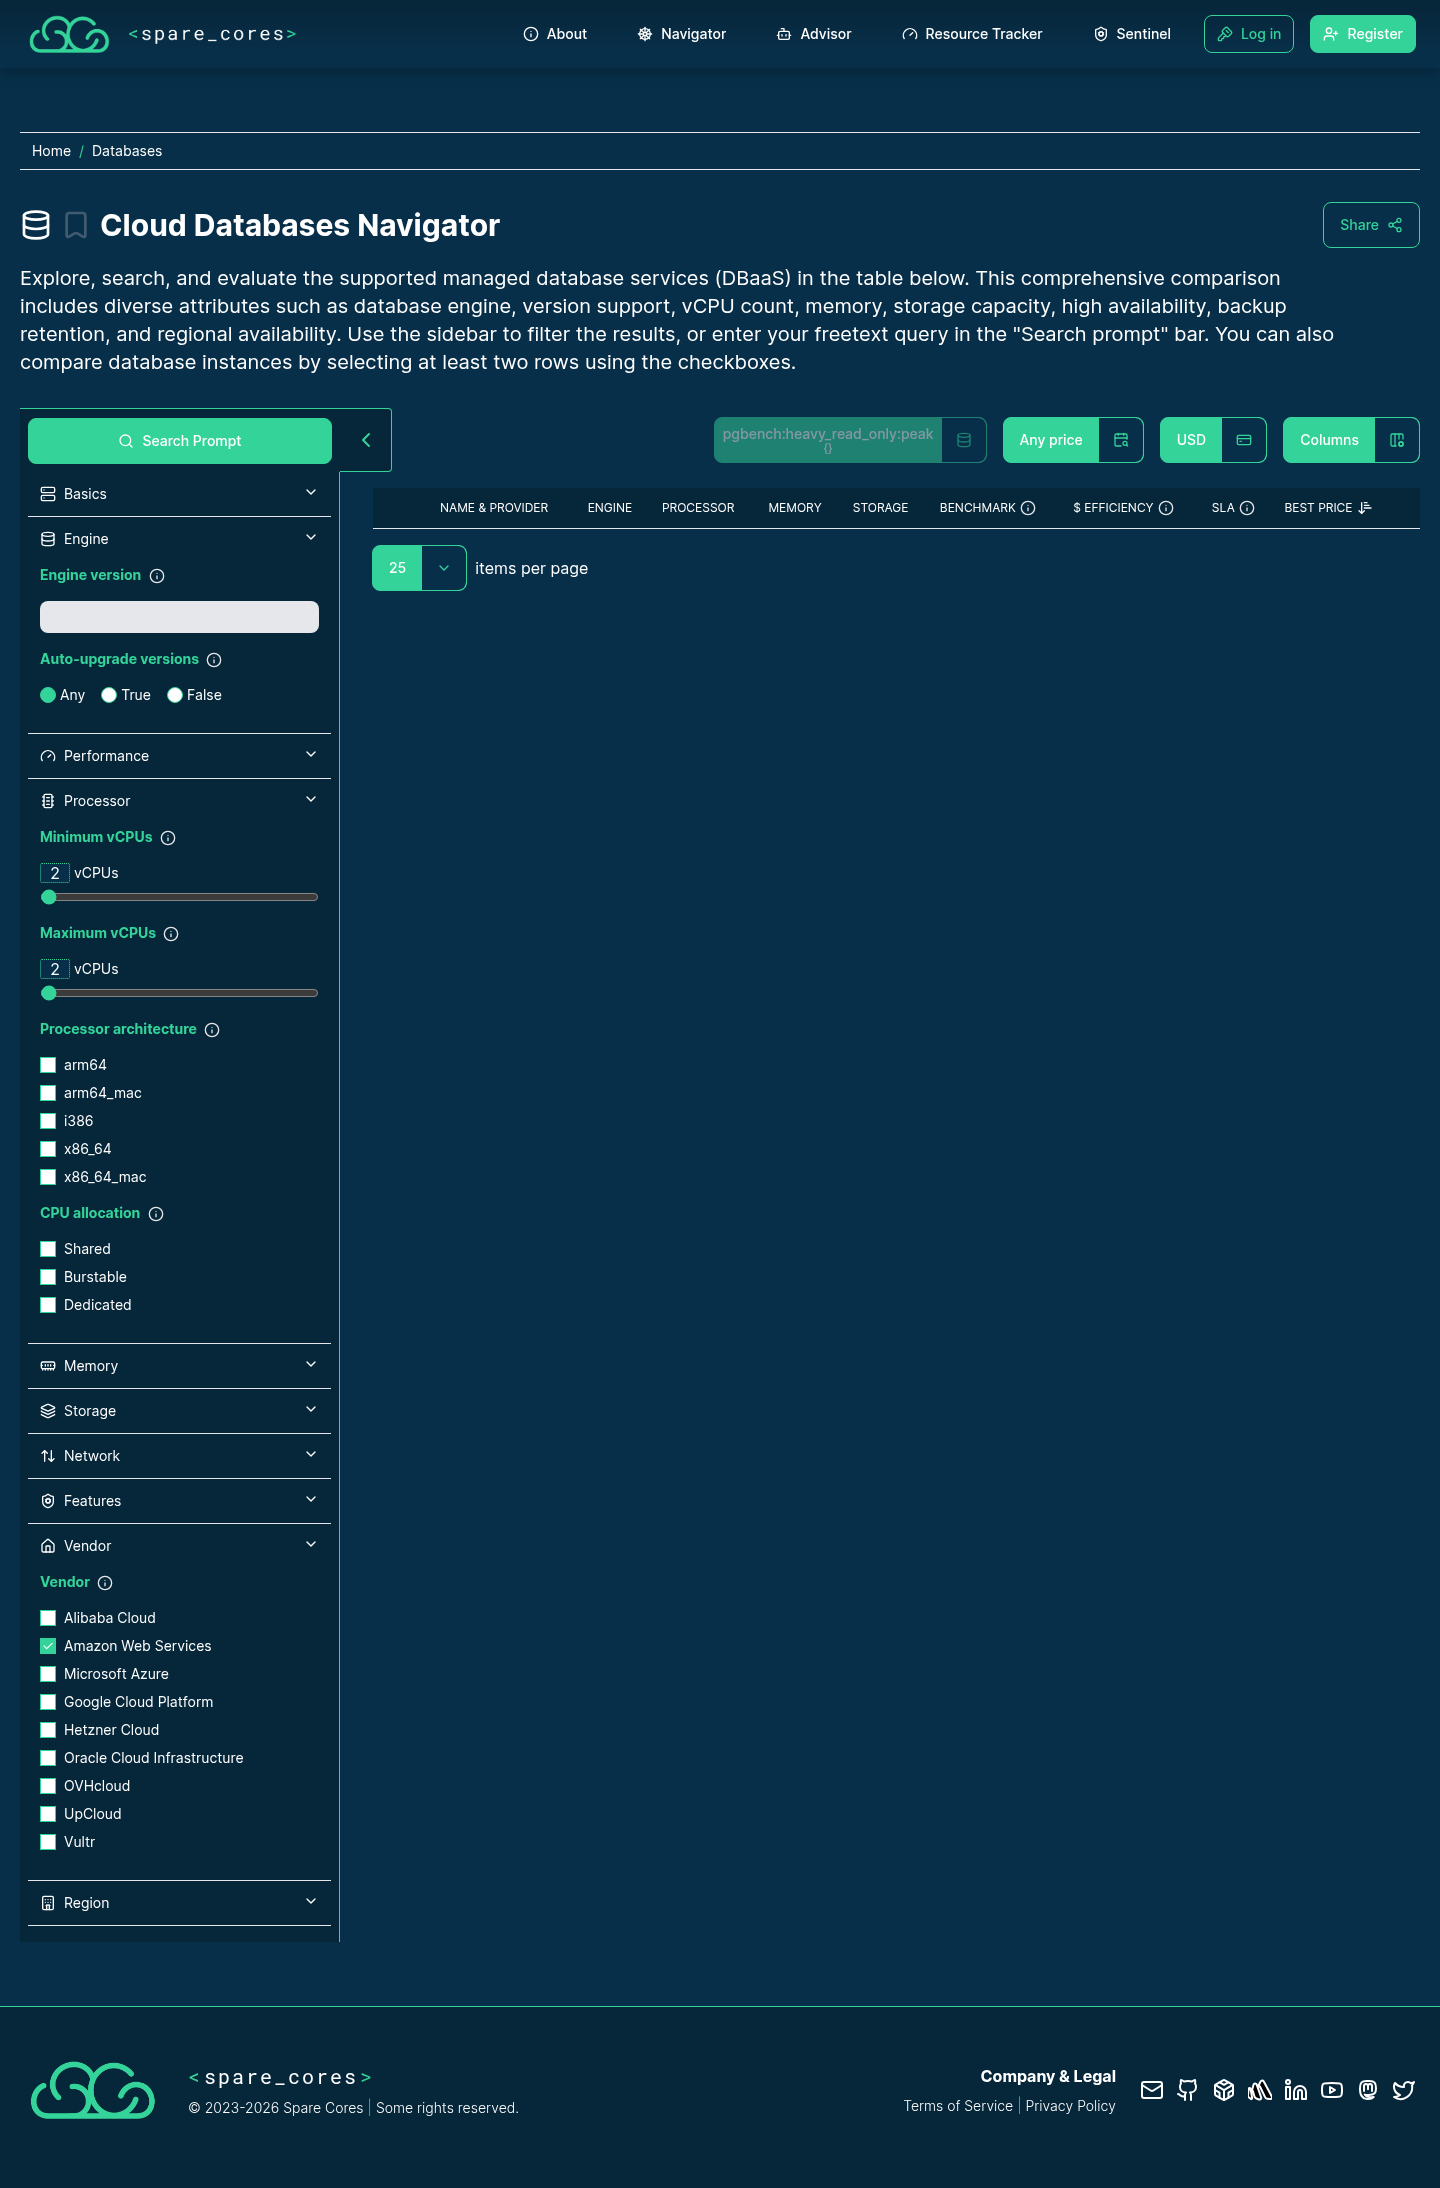 <spare_cores>
About
Navigator
Advisor
Resource Tracker
Sentinel
Log in
Register
Home / Databases
Cloud Databases Navigator
Share
Explore, search, and evaluate the supported managed database services (DBaaS) in the table below. This comprehensive comparison
includes diverse attributes such as database engine, version support, vCPU count, memory, storage capacity, high availability, backup
retention, and regional availability. Use the sidebar to filter the results, or enter your freetext query in the "Search prompt" bar. You can also
compare database instances by selecting at least two rows using the checkboxes.
Search Prompt
pgbench:heavy_read_only:peak
{}
Any price
USD
Columns
NAME & PROVIDER ENGINE PROCESSOR MEMORY STORAGE BENCHMARK $ EFFICIENCY SLA BEST PRICE
25 items per page
Basics
Engine
Engine version
Auto-upgrade versions
Any True False
Performance
Processor
Minimum vCPUs
2 vCPUs
Maximum vCPUs
2 vCPUs
Processor architecture
arm64
arm64_mac
i386
x86_64
x86_64_mac
CPU allocation
Shared
Burstable
Dedicated
Memory
Storage
Network
Features
Vendor
Vendor
Alibaba Cloud
Amazon Web Services
Microsoft Azure
Google Cloud Platform
Hetzner Cloud
Oracle Cloud Infrastructure
OVHcloud
UpCloud
Vultr
Region
<spare_cores>
© 2023-2026 Spare Cores | Some rights reserved.
Company & Legal
Terms of Service | Privacy Policy